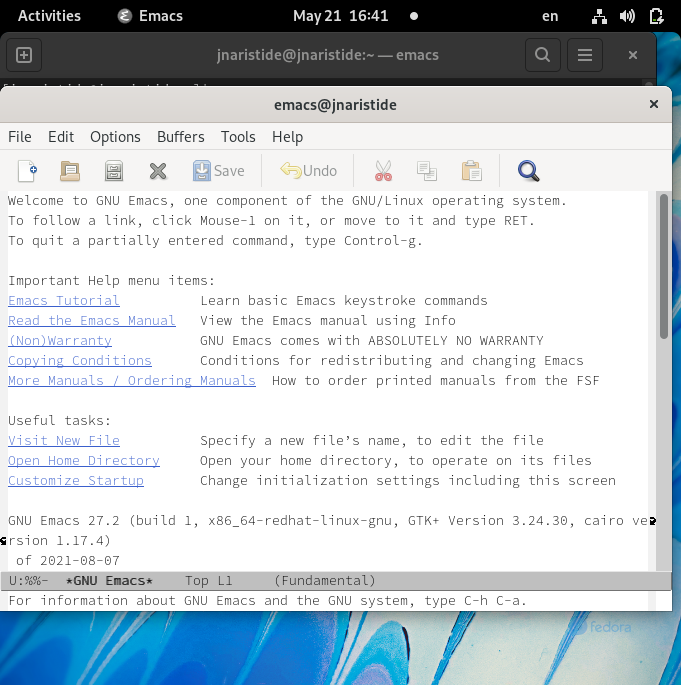 Activities Emacs May 21 16:41 en
jnaristide@jnaristide:~ — emacs
emacs@jnaristide
File Edit Options Buffers Tools Help
Save Undo
Welcome to GNU Emacs, one component of the GNU/Linux operating system.
To follow a link, click Mouse-1 on it, or move to it and type RET.
To quit a partially entered command, type Control-g.
Important Help menu items:
Emacs Tutorial Learn basic Emacs keystroke commands
Read the Emacs Manual View the Emacs manual using Info
(Non)Warranty GNU Emacs comes with ABSOLUTELY NO WARRANTY
Copying Conditions Conditions for redistributing and changing Emacs
More Manuals / Ordering Manuals How to order printed manuals from the FSF
Useful tasks:
Visit New File Specify a new file’s name, to edit the file
Open Home Directory Open your home directory, to operate on its files
Customize Startup Change initialization settings including this screen
GNU Emacs 27.2 (build 1, x86_64-redhat-linux-gnu, GTK+ Version 3.24.30, cairo ve
rsion 1.17.4)
of 2021-08-07
U:%%- *GNU Emacs* Top L1 (Fundamental)
For information about GNU Emacs and the GNU system, type C-h C-a.
fedora